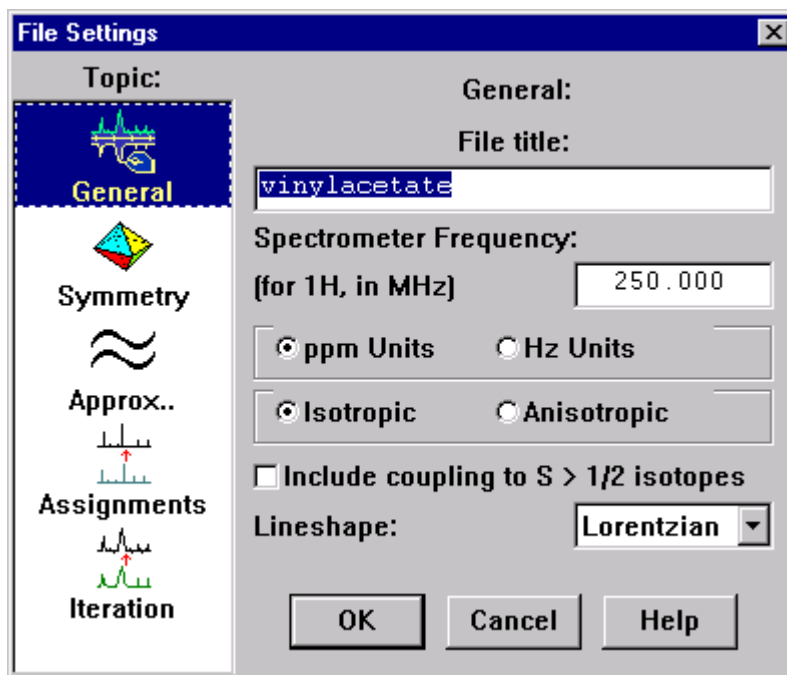 File Settings
Topic:
General
Symmetry
Approx..
Assignments
Iteration
General:
File title:
vinylacetate
Spectrometer Frequency:
(for 1H, in MHz) 250.000
ppm Units Hz Units
Isotropic Anisotropic
Include coupling to S > 1/2 isotopes
Lineshape: Lorentzian
OK Cancel Help